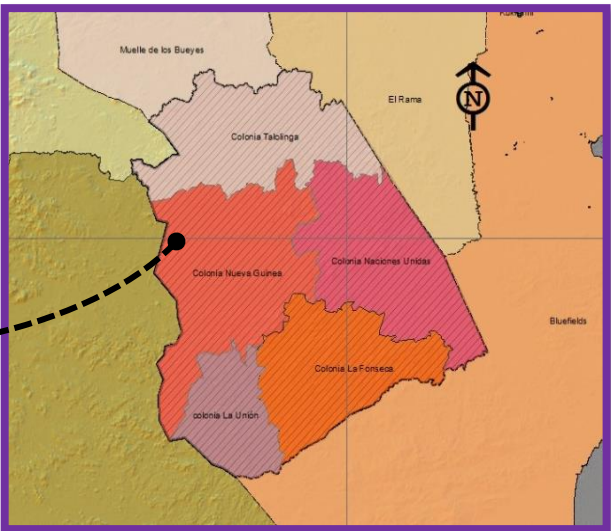 Muelle de los Bueyes
El Rama
N
Colonia Talolinga
Colonia Naciones Unidas
Colonia Nueva Guinea
Bluefields
Colonia La Fonseca
colonia La Unión